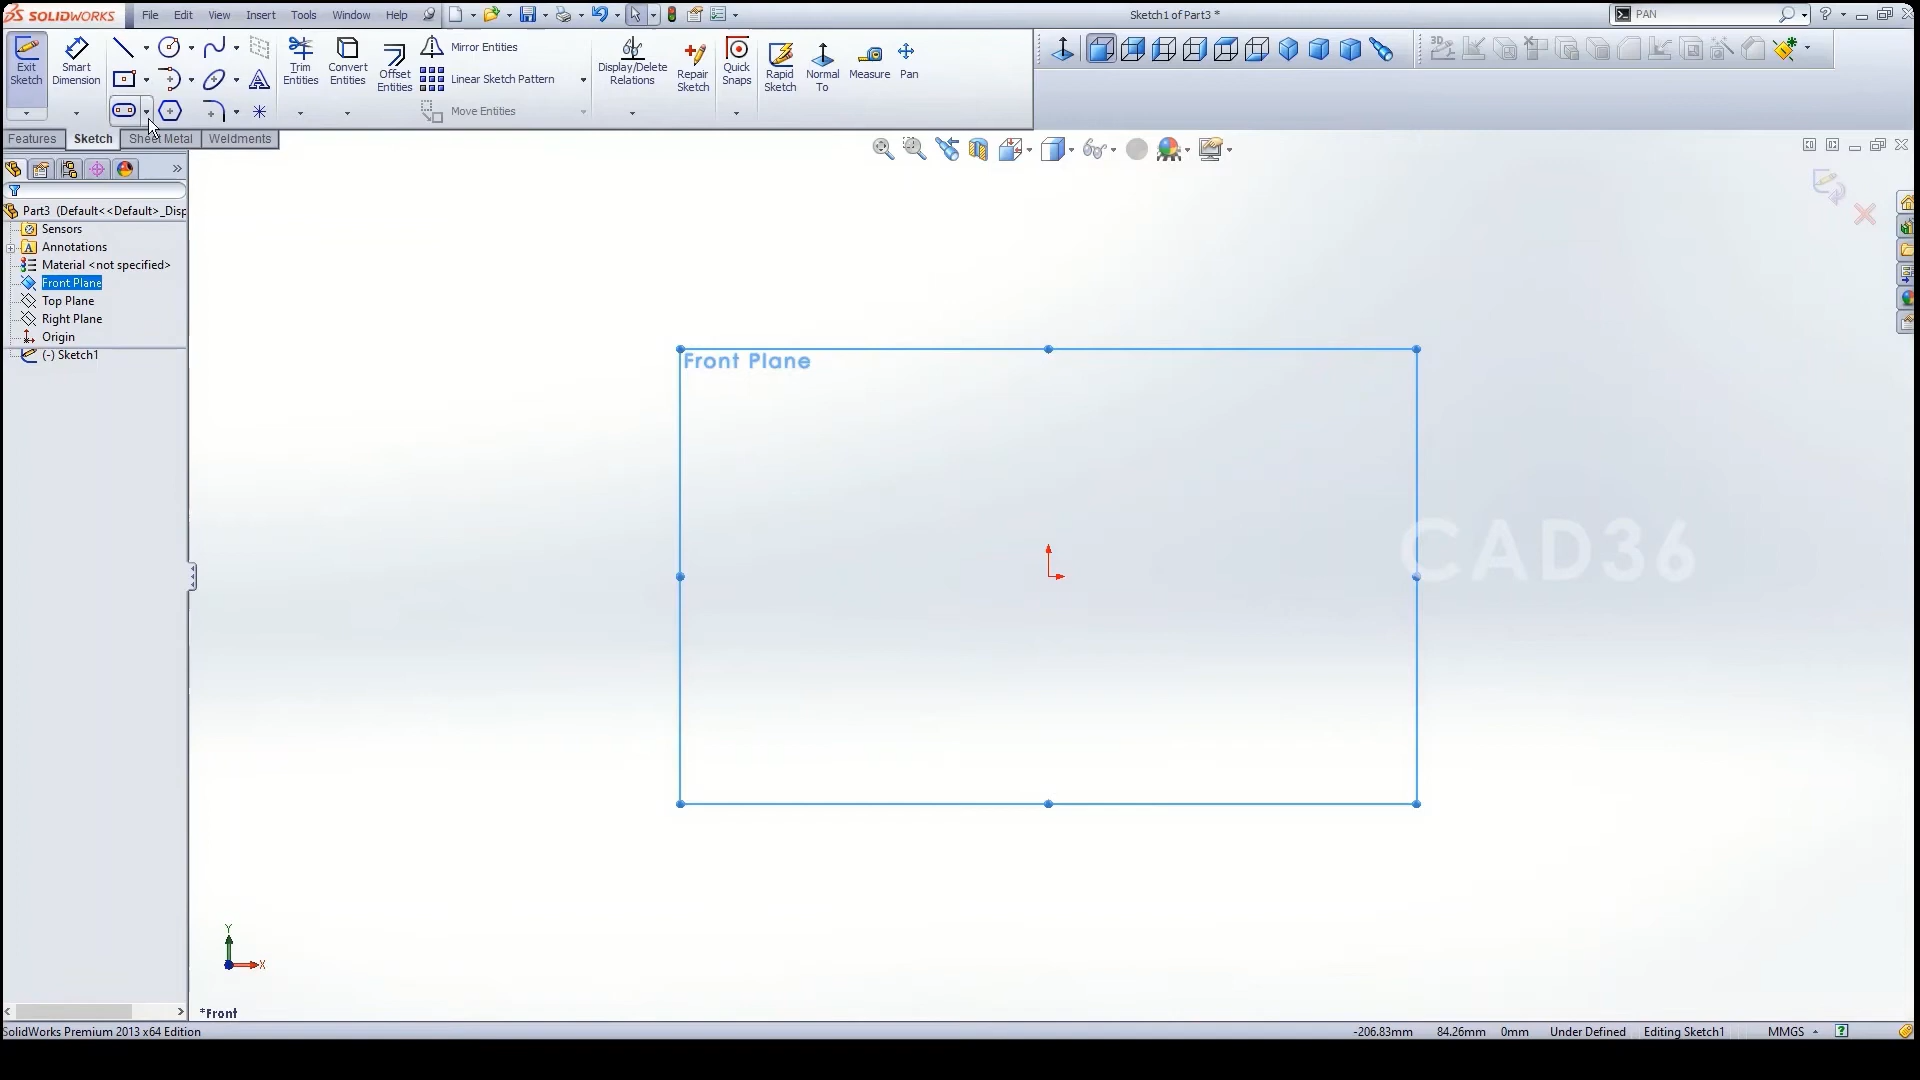 SOLIDWORKS File Edit View Insert Tools Window Help Sketch1 of Part3 * PAN
Exit Sketch
Smart Dimension
Trim Entities
Convert Entities
Offset Entities
Mirror Entities
Linear Sketch Pattern
Move Entities
Display/Delete Relations
Repair Sketch
Quick Snaps
Rapid Sketch
Normal To
Measure
Pan
Features Sketch Sheet Metal Weldments
Part3 (Default<<Default>_Disp
Sensors
Annotations
Material <not specified>
Front Plane
Top Plane
Right Plane
Origin
(-) Sketch1
Front Plane
CAD36
Y
X
*Front
SolidWorks Premium 2013 x64 Edition -206.83mm 84.26mm 0mm Under Defined Editing Sketch1 MMGS